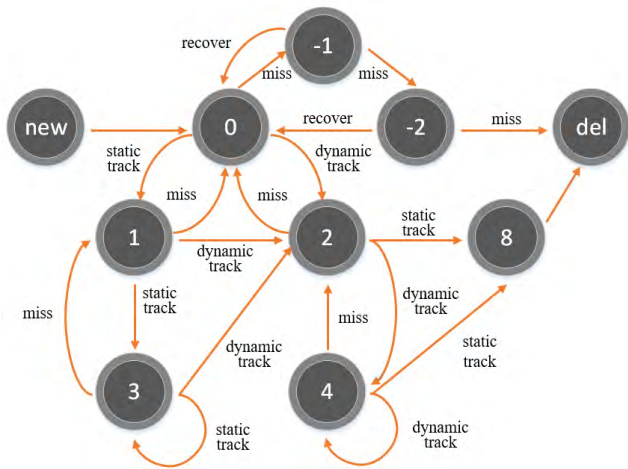 -1
recover
miss
miss
new
0
recover
-2
miss
del
static
track
dynamic
track
miss
miss
1
dynamic
track
2
static
track
8
miss
static
track
dynamic
track
miss
dynamic
track
static
track
3
4
static
track
dynamic
track